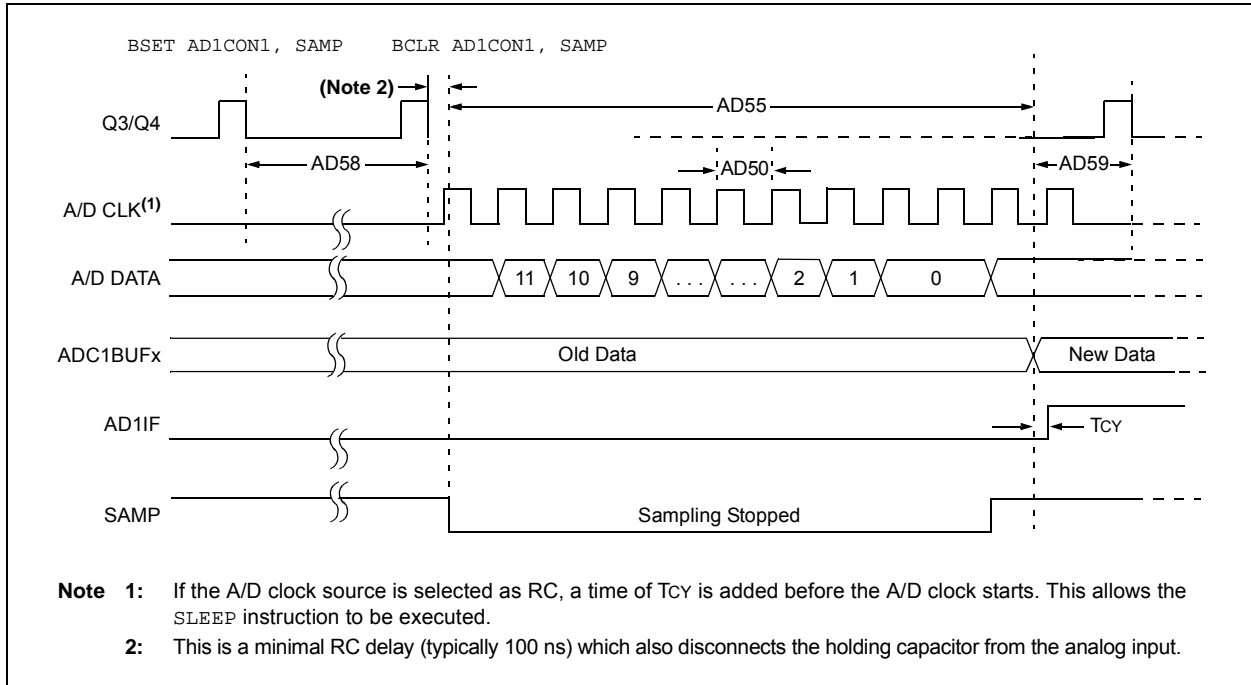 BSET AD1CON1, SAMP BCLR AD1CON1, SAMP
(Note 2)
AD55
Q3/Q4
AD58
AD50
AD59
A/D CLK(1)
A/D DATA
11 10 9 . . . . . . 2 1 0
ADC1BUFx
Old Data
New Data
AD1IF
TCY
SAMP
Sampling Stopped
Note 1: If the A/D clock source is selected as RC, a time of TCY is added before the A/D clock starts. This allows the
SLEEP instruction to be executed.
2: This is a minimal RC delay (typically 100 ns) which also disconnects the holding capacitor from the analog input.